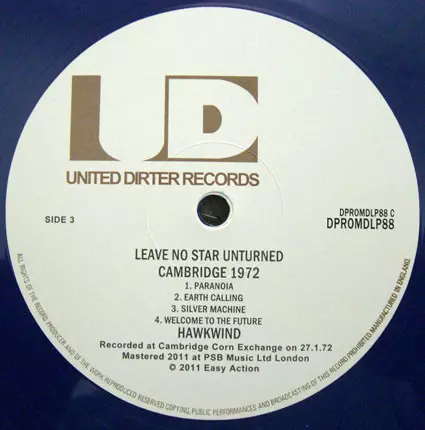 UD
UNITED DIRTER RECORDS
SIDE 3
DPROMDLP88 C
DPROMDLP88
LEAVE NO STAR UNTURNED
CAMBRIDGE 1972
1. PARANOIA
2. EARTH CALLING
3. SILVER MACHINE
4. WELCOME TO THE FUTURE
HAWKWIND
Recorded at Cambridge Corn Exchange on 27.1.72
Mastered 2011 at PSB Music Ltd London
© 2011 Easy Action
ALL RIGHTS OF THE RECORD PRODUCER AND OF THE WORK REPRODUCED RESERVED COPYING, PUBLIC PERFORMANCES AND BROADCASTING OF THIS RECORD PROHIBITED MANUFACTURED IN ENGLAND.